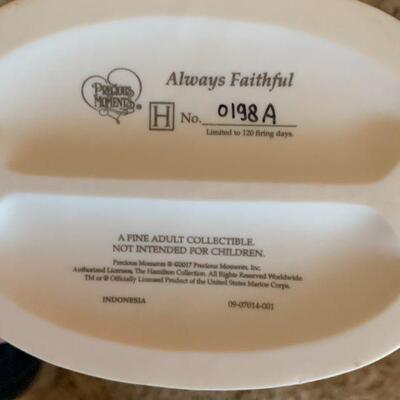 Precious
Moments®
Always Faithful
H No. 0198A
Limited to 120 firing days.
A FINE ADULT COLLECTIBLE.
NOT INTENDED FOR CHILDREN.
Precious Moments ® ©2017 Precious Moments, Inc.
Authorized Licensee, The Hamilton Collection. All Rights Reserved Worldwide.
TM or ® Officially Licensed Product of the United States Marine Corps.
INDONESIA 09-07014-001